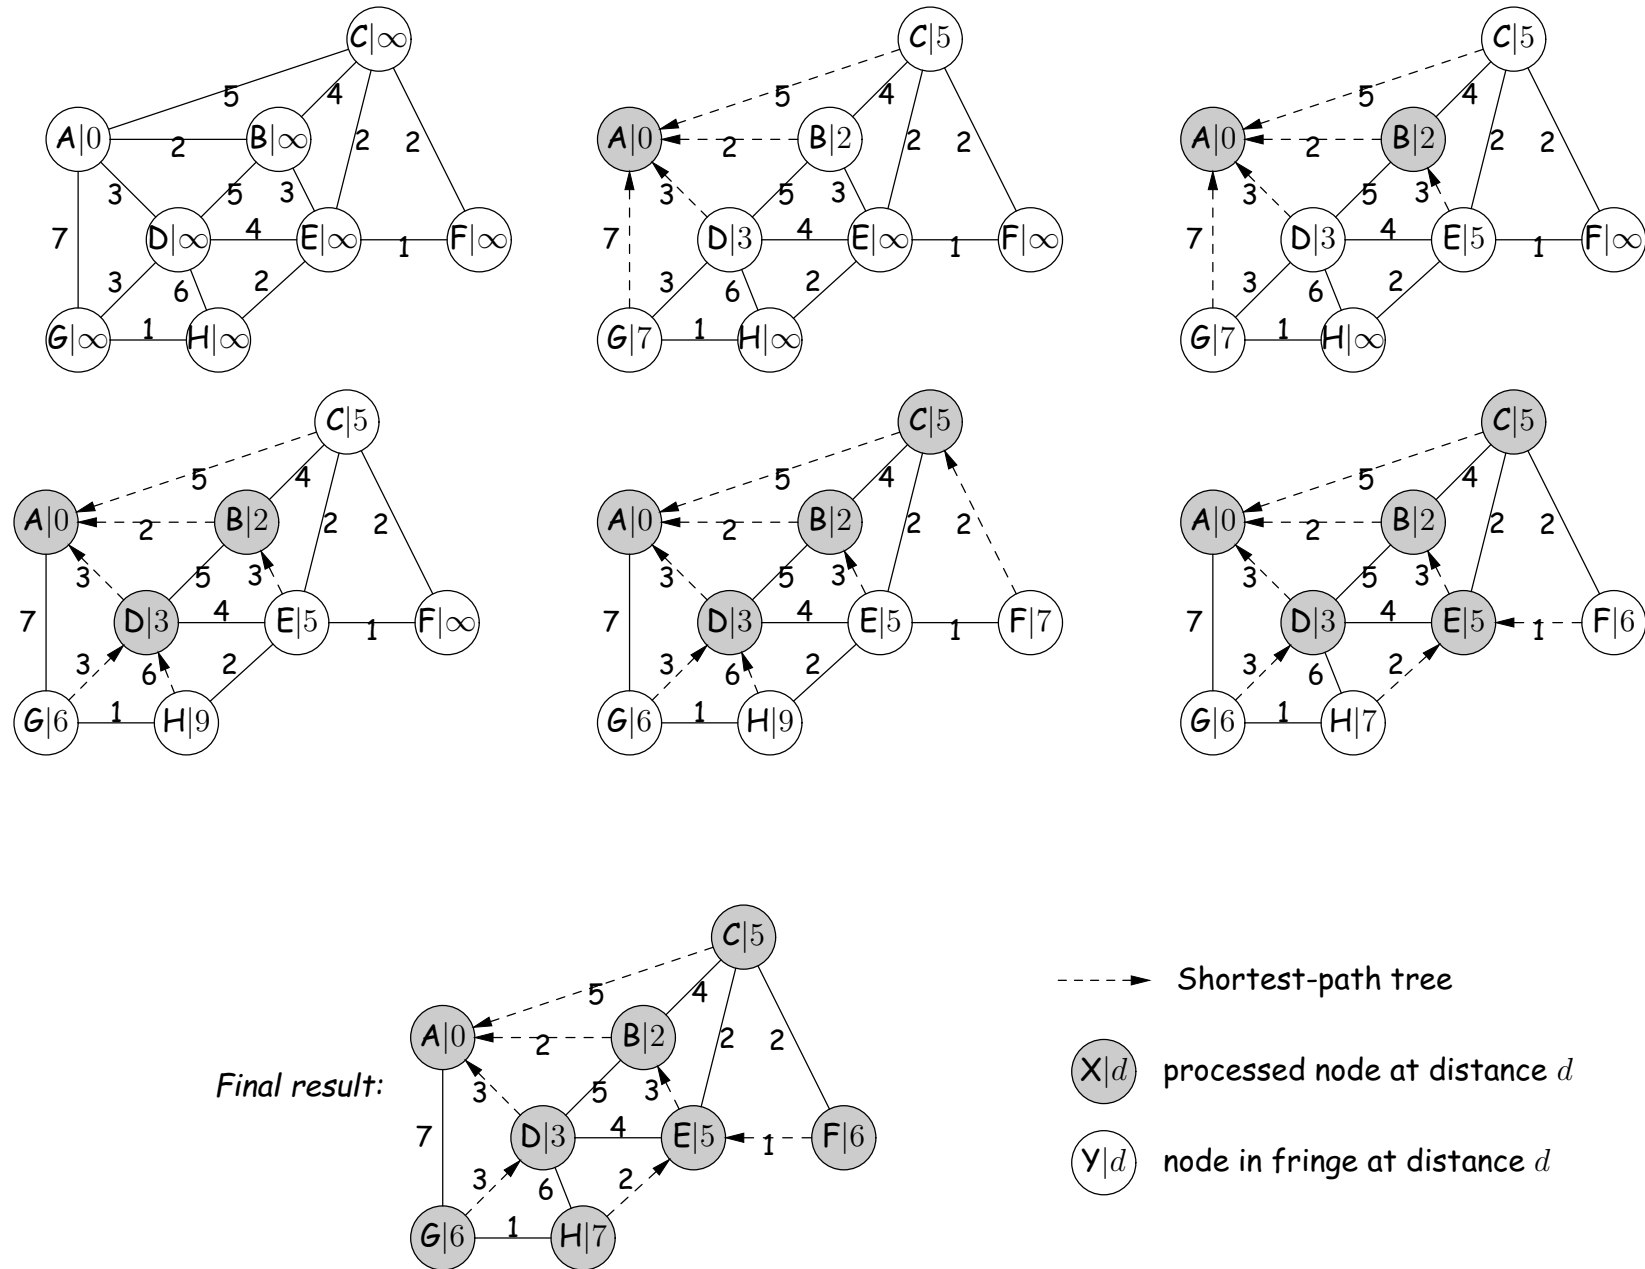 C|∞
5
4
A|0
2
B|∞
2
2
3
5
3
7
D|∞
4
E|∞
1
F|∞
3
6
2
G|∞
1
H|∞
C|5
5
4
A|0
2
B|2
2
2
3
5
3
7
D|3
4
E|∞
1
F|∞
3
6
2
G|7
1
H|∞
C|5
5
4
A|0
2
B|2
2
2
3
5
3
7
D|3
4
E|5
1
F|∞
3
6
2
G|7
1
H|∞
C|5
5
4
A|0
2
B|2
2
2
3
5
3
7
D|3
4
E|5
1
F|∞
3
6
2
G|6
1
H|9
C|5
5
4
A|0
2
B|2
2
2
3
5
3
7
D|3
4
E|5
1
F|7
3
6
2
G|6
1
H|9
C|5
5
4
A|0
2
B|2
2
2
3
5
3
7
D|3
4
E|5
1
F|6
3
6
2
G|6
1
H|7
Final result:
C|5
5
4
A|0
2
B|2
2
2
3
5
3
7
D|3
4
E|5
1
F|6
3
6
2
G|6
1
H|7
Shortest-path tree
X|d processed node at distance d
Y|d node in fringe at distance d